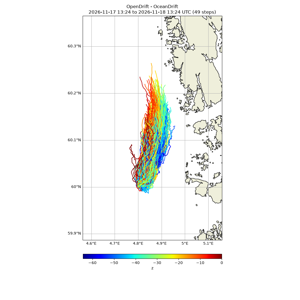 OpenDrift - OceanDrift
2026-11-17 13:24 to 2026-11-18 13:24 UTC (49 steps)
60.3°N
60.2°N
60.1°N
60°N
59.9°N
4.6°E
4.7°E
4.8°E
4.9°E
5°E
5.1°E
−60
−50
−40
−30
−20
−10
0
z